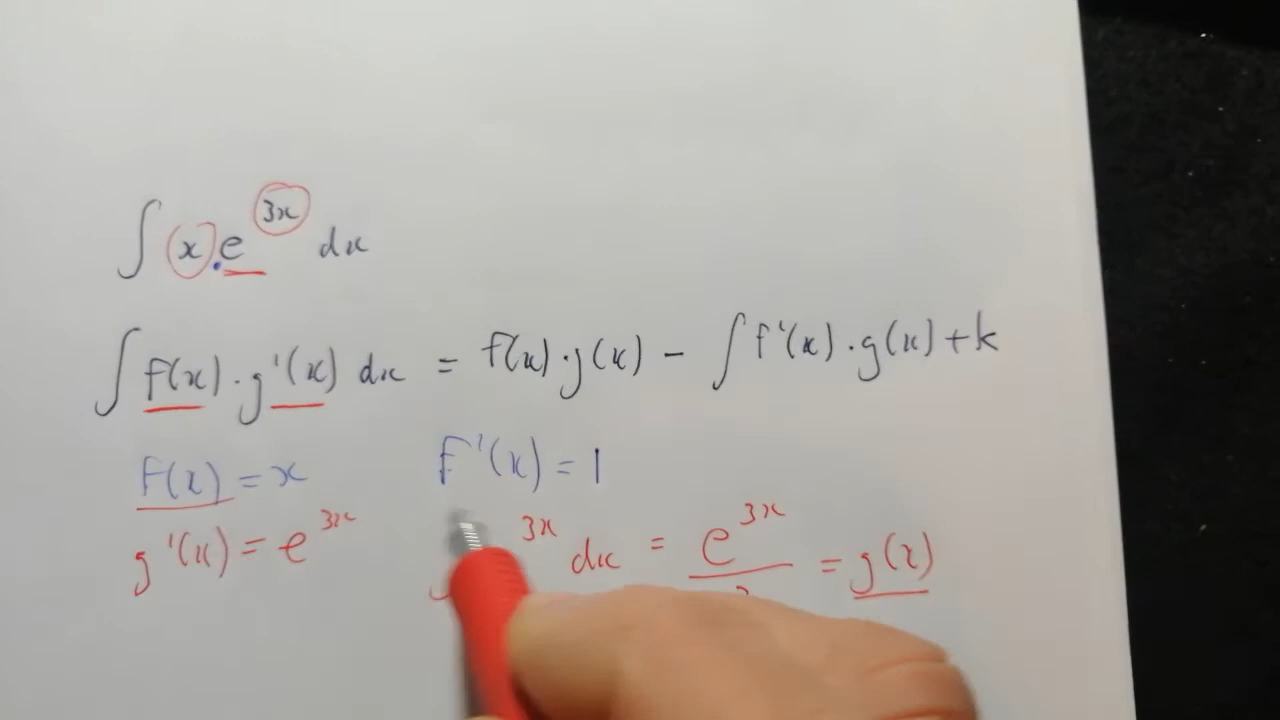 ∫ x.e^{3x} dx
∫ f(x)·g'(x) dx = f(x)·g(x) − ∫ f'(x)·g(x) + k
f(x) = x f'(x) = 1
g'(x) = e^{3x} 3x dx = e^{3x} = g(x)